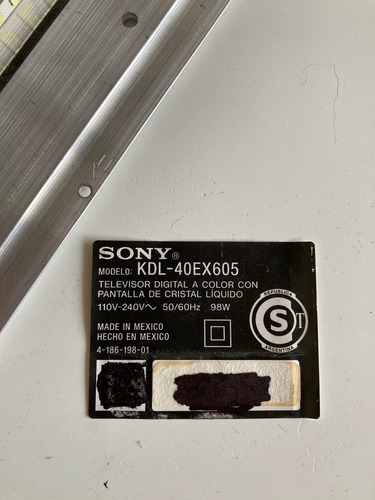 SONY®
MODELO: KDL-40EX605
TELEVISOR DIGITAL A COLOR CON
PANTALLA DE CRISTAL LÍQUIDO
110V-240V~ 50/60Hz 98W
MADE IN MEXICO
HECHO EN MEXICO
4-186-198-01
REPUBLICA
S T
ARGENTINA